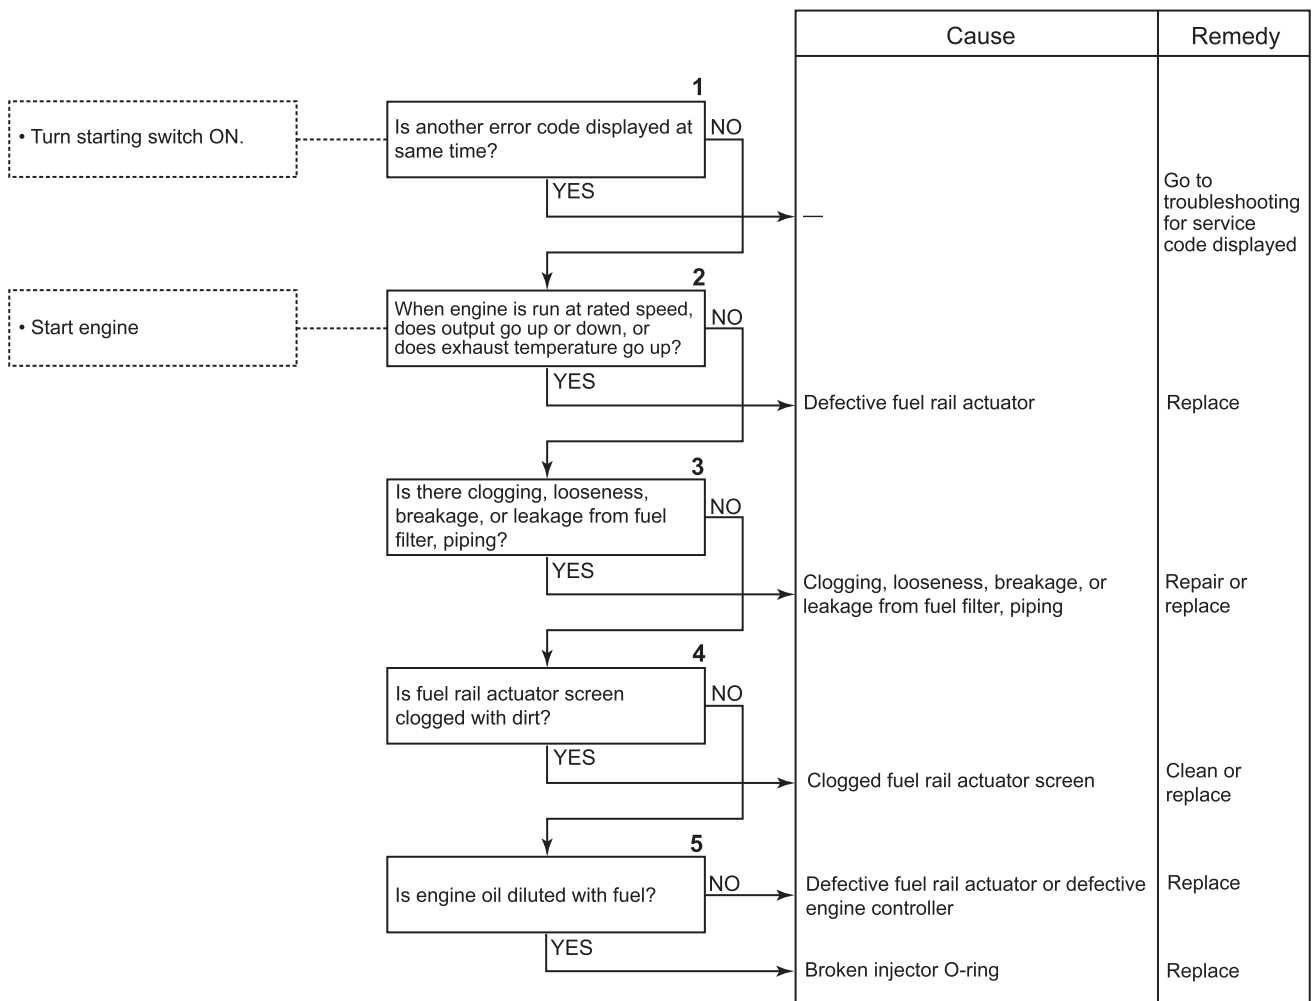 Cause
Remedy
1
• Turn starting switch ON.
Is another error code displayed at
same time?
NO
YES
—
Go to
troubleshooting
for service
code displayed
2
• Start engine
When engine is run at rated speed,
does output go up or down, or
does exhaust temperature go up?
NO
YES
Defective fuel rail actuator
Replace
3
Is there clogging, looseness,
breakage, or leakage from fuel
filter, piping?
NO
YES
Clogging, looseness, breakage, or
leakage from fuel filter, piping
Repair or
replace
4
Is fuel rail actuator screen
clogged with dirt?
NO
YES
Clogged fuel rail actuator screen
Clean or
replace
5
Is engine oil diluted with fuel?
NO
Defective fuel rail actuator or defective
engine controller
Replace
YES
Broken injector O-ring
Replace